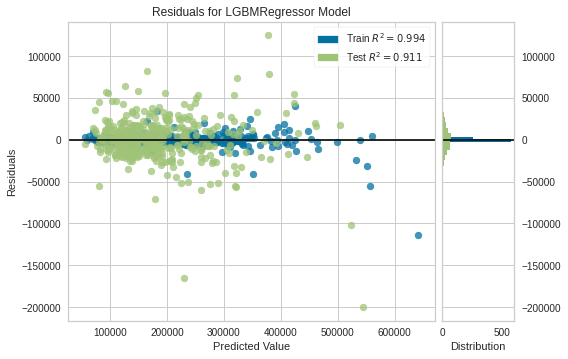 Residuals for LGBMRegressor Model
Train R² = 0.994
Test R² = 0.911
Residuals
100000 100000
50000 50000
0 0
−50000 −50000
−100000 −100000
−150000 −150000
−200000 −200000
100000 200000 300000 400000 500000 600000 0 500
Predicted Value Distribution